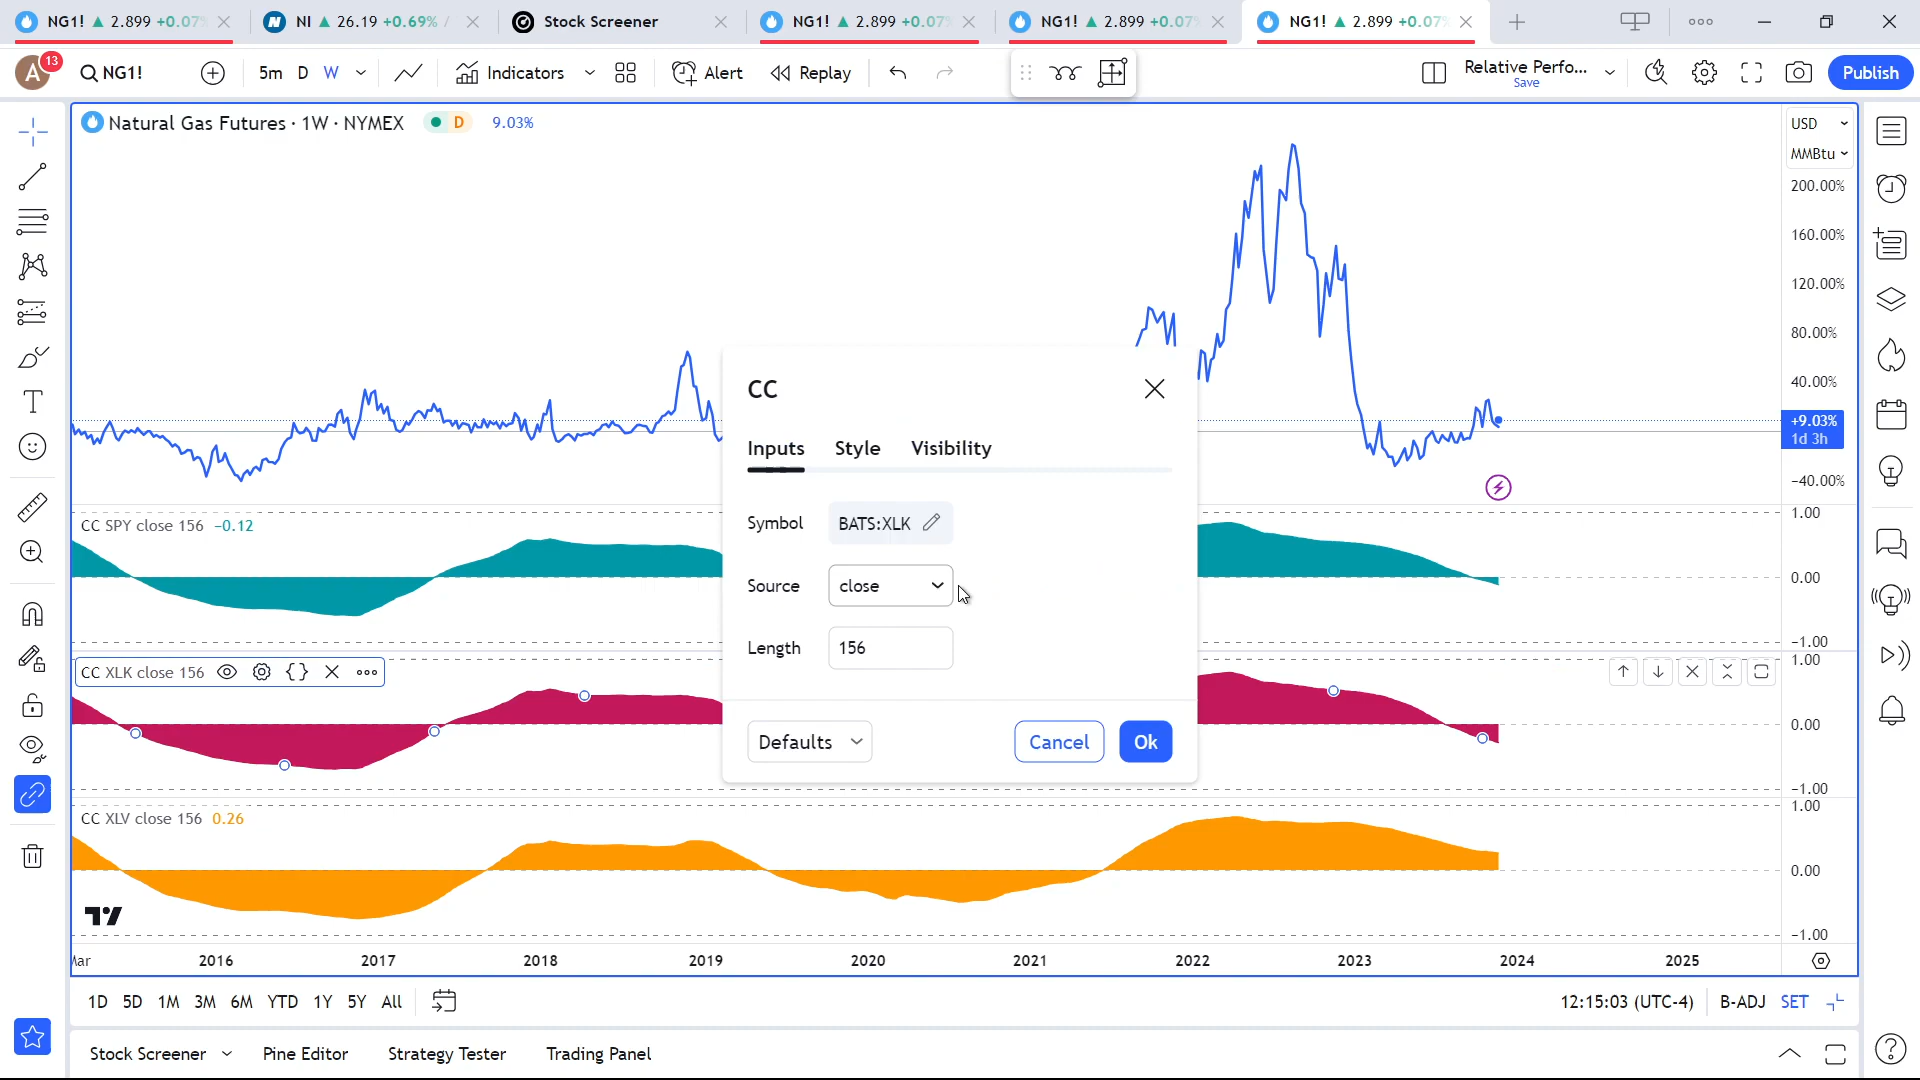 NG1! ▲ 2.899 +0.07
NI ▲ 26.19 +0.69% /
Stock Screener
NG1! ▲ 2.899 +0.07
NG1! ▲ 2.899 +0.07
NG1! ▲ 2.899 +0.07
A 13
NG1!
5m D W
Indicators
Alert
Replay
Relative Perfo...
Save
Publish
Natural Gas Futures · 1W · NYMEX
D
9.03%
USD
MMBtu
200.00%
160.00%
120.00%
80.00%
40.00%
+9.03%
1d 3h
−40.00%
CC
Inputs Style Visibility
Symbol BATS:XLK
Source close
Length 156
Defaults
Cancel
Ok
CC SPY close 156 −0.12
1.00
0.00
−1.00
CC XLK close 156
1.00
0.00
−1.00
CC XLV close 156 0.26
1.00
0.00
−1.00
Mar 2016 2017 2018 2019 2020 2021 2022 2023 2024 2025
1D 5D 1M 3M 6M YTD 1Y 5Y All
12:15:03 (UTC-4) B-ADJ SET
Stock Screener Pine Editor Strategy Tester Trading Panel